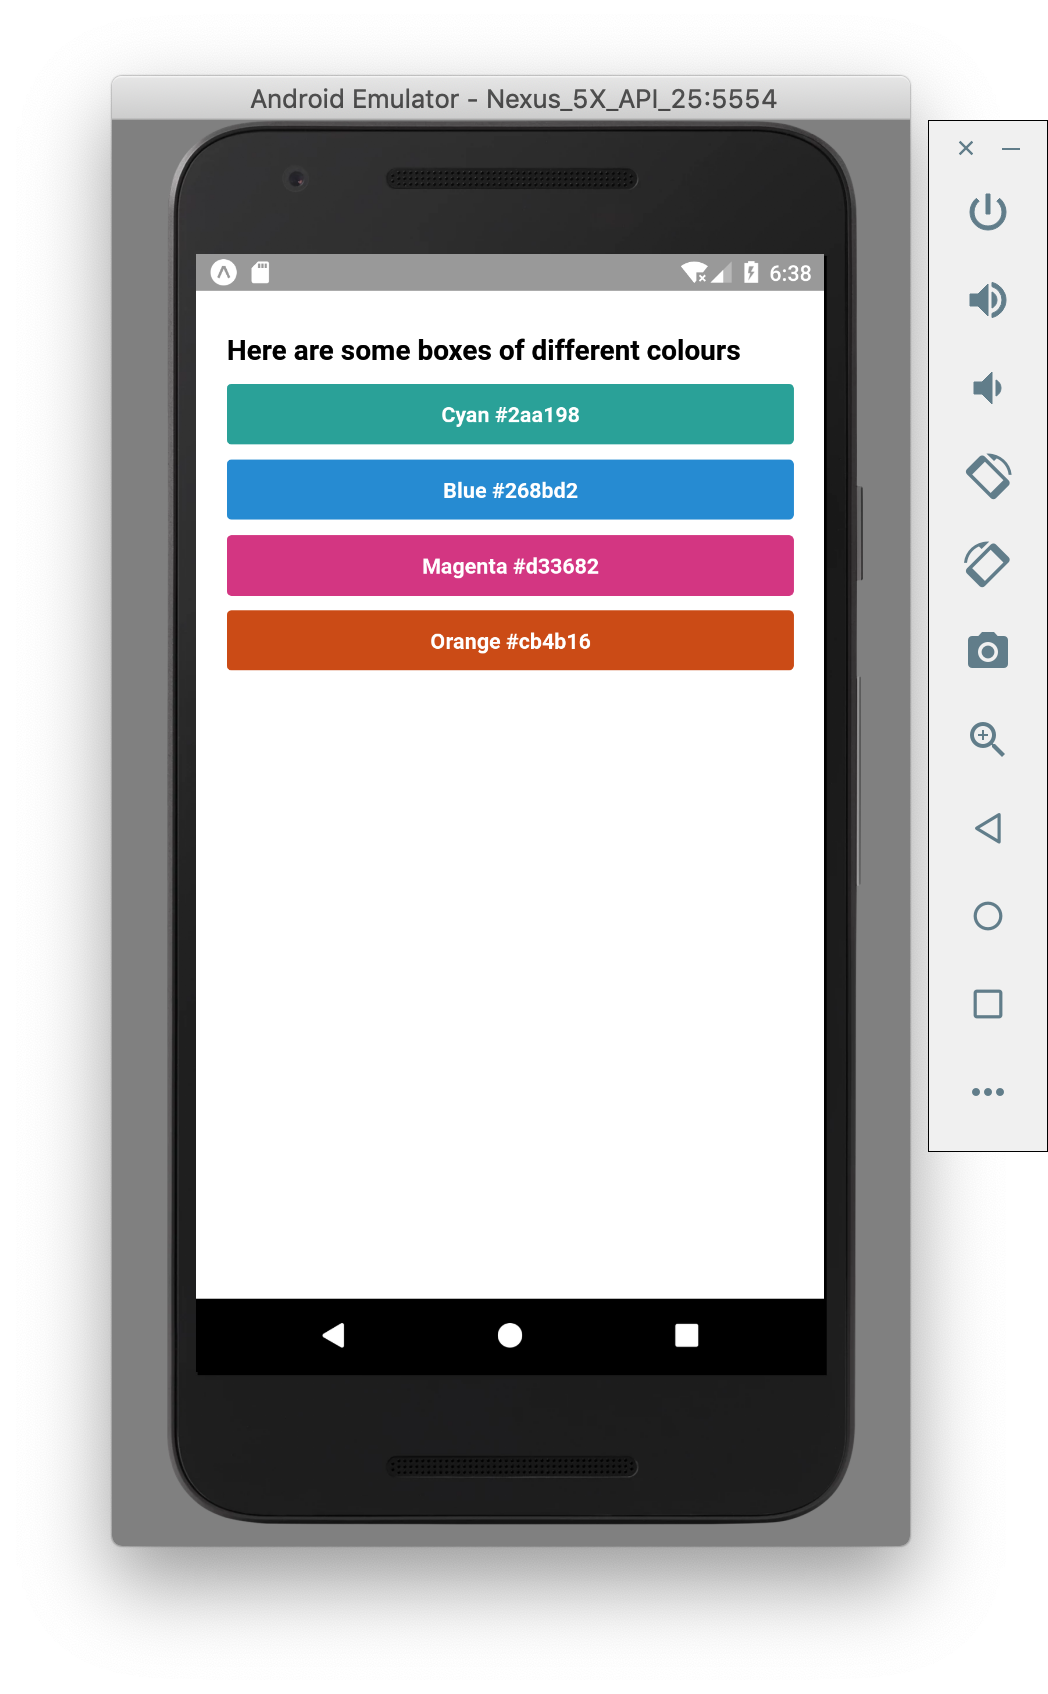 Android Emulator - Nexus_5X_API_25:5554
6:38
Here are some boxes of different colours
Cyan #2aa198
Blue #268bd2
Magenta #d33682
Orange #cb4b16